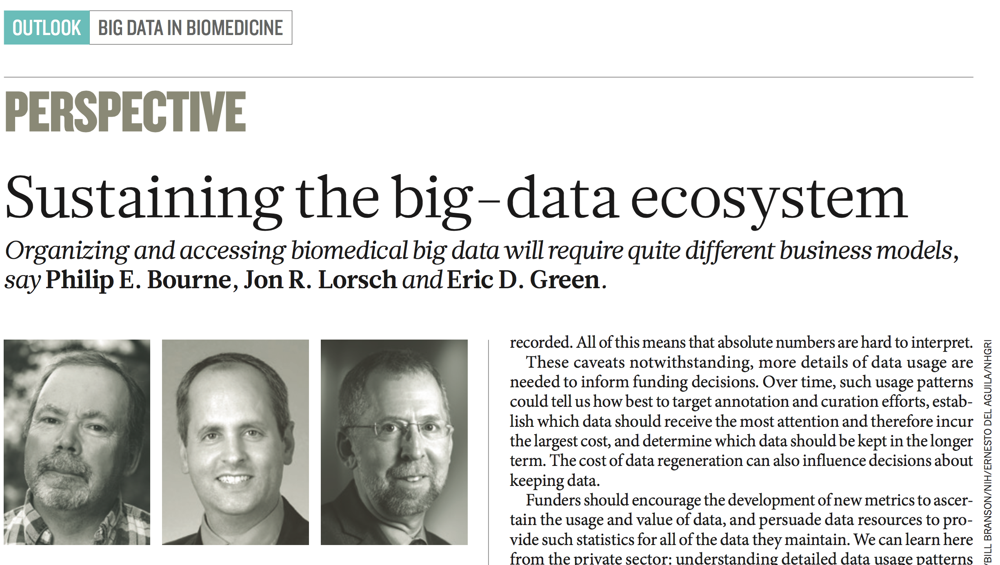 OUTLOOK BIG DATA IN BIOMEDICINE
PERSPECTIVE
Sustaining the big-data ecosystem
Organizing and accessing biomedical big data will require quite different business models,
say Philip E. Bourne, Jon R. Lorsch and Eric D. Green.
recorded. All of this means that absolute numbers are hard to interpret.
These caveats notwithstanding, more details of data usage are
needed to inform funding decisions. Over time, such usage patterns
could tell us how best to target annotation and curation efforts, estab-
lish which data should receive the most attention and therefore incur
the largest cost, and determine which data should be kept in the longer
term. The cost of data regeneration can also influence decisions about
keeping data.
Funders should encourage the development of new metrics to ascer-
tain the usage and value of data, and persuade data resources to pro-
vide such statistics for all of the data they maintain. We can learn here
from the private sector: understanding detailed data usage patterns
/BILL BRANSON/NIH/ERNESTO DEL AGUILA/NHGRI